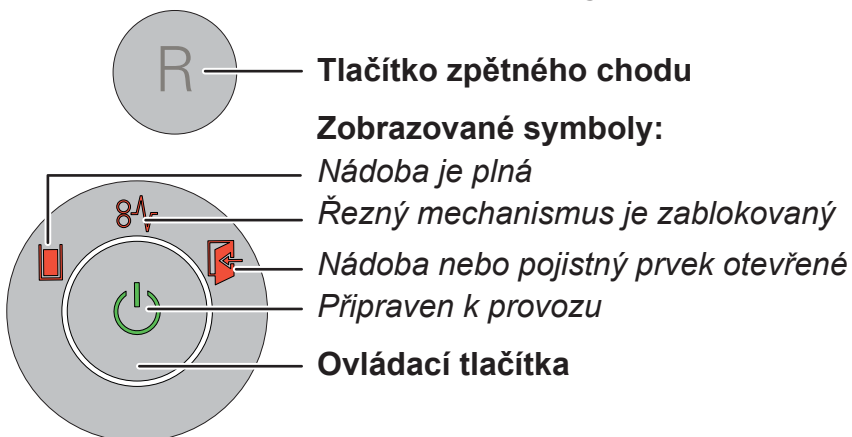 R
Tlačítko zpětného chodu
Zobrazované symboly:
Nádoba je plná
Řezný mechanismus je zablokovaný
Nádoba nebo pojistný prvek otevřené
Připraven k provozu
Ovládací tlačítka